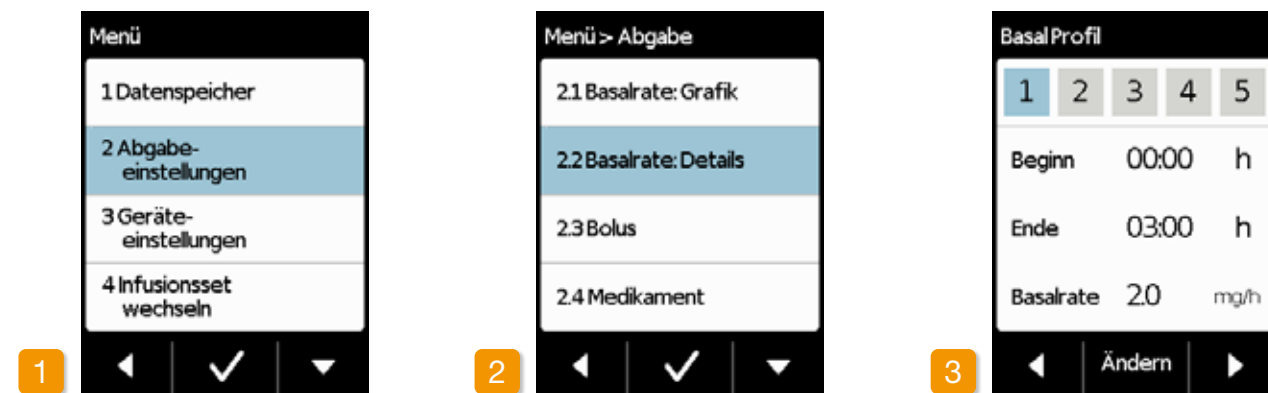 Menü
1 Datenspeicher
2 Abgabe-
einstellungen
3 Geräte-
einstellungen
4 Infusionsset
wechseln
1
Menü > Abgabe
2.1 Basalrate: Grafik
2.2 Basalrate: Details
2.3 Bolus
2.4 Medikament
2
Basal Profil
1 2 3 4 5
Beginn 00:00 h
Ende 03:00 h
Basalrate 2.0 mg/h
Ändern
3